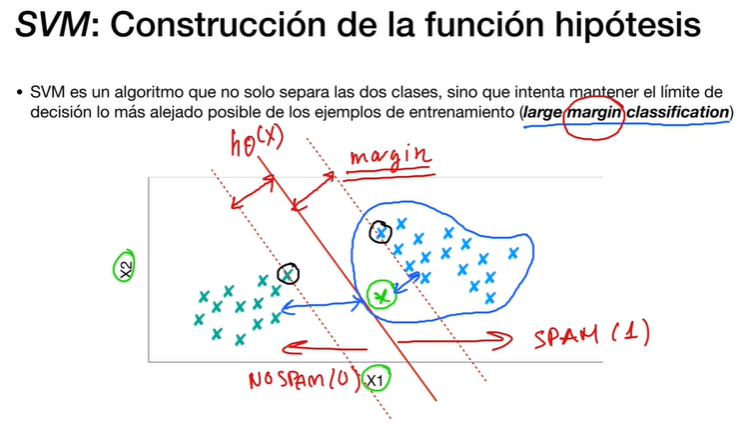 SVM: Construcción de la función hipótesis
• SVM es un algoritmo que no solo separa las dos clases, sino que intenta mantener el límite de
decisión lo más alejado posible de los ejemplos de entrenamiento (large margin classification)
hθ(X)
margin
X2
SPAM (1)
NO SPAM (0)
X1